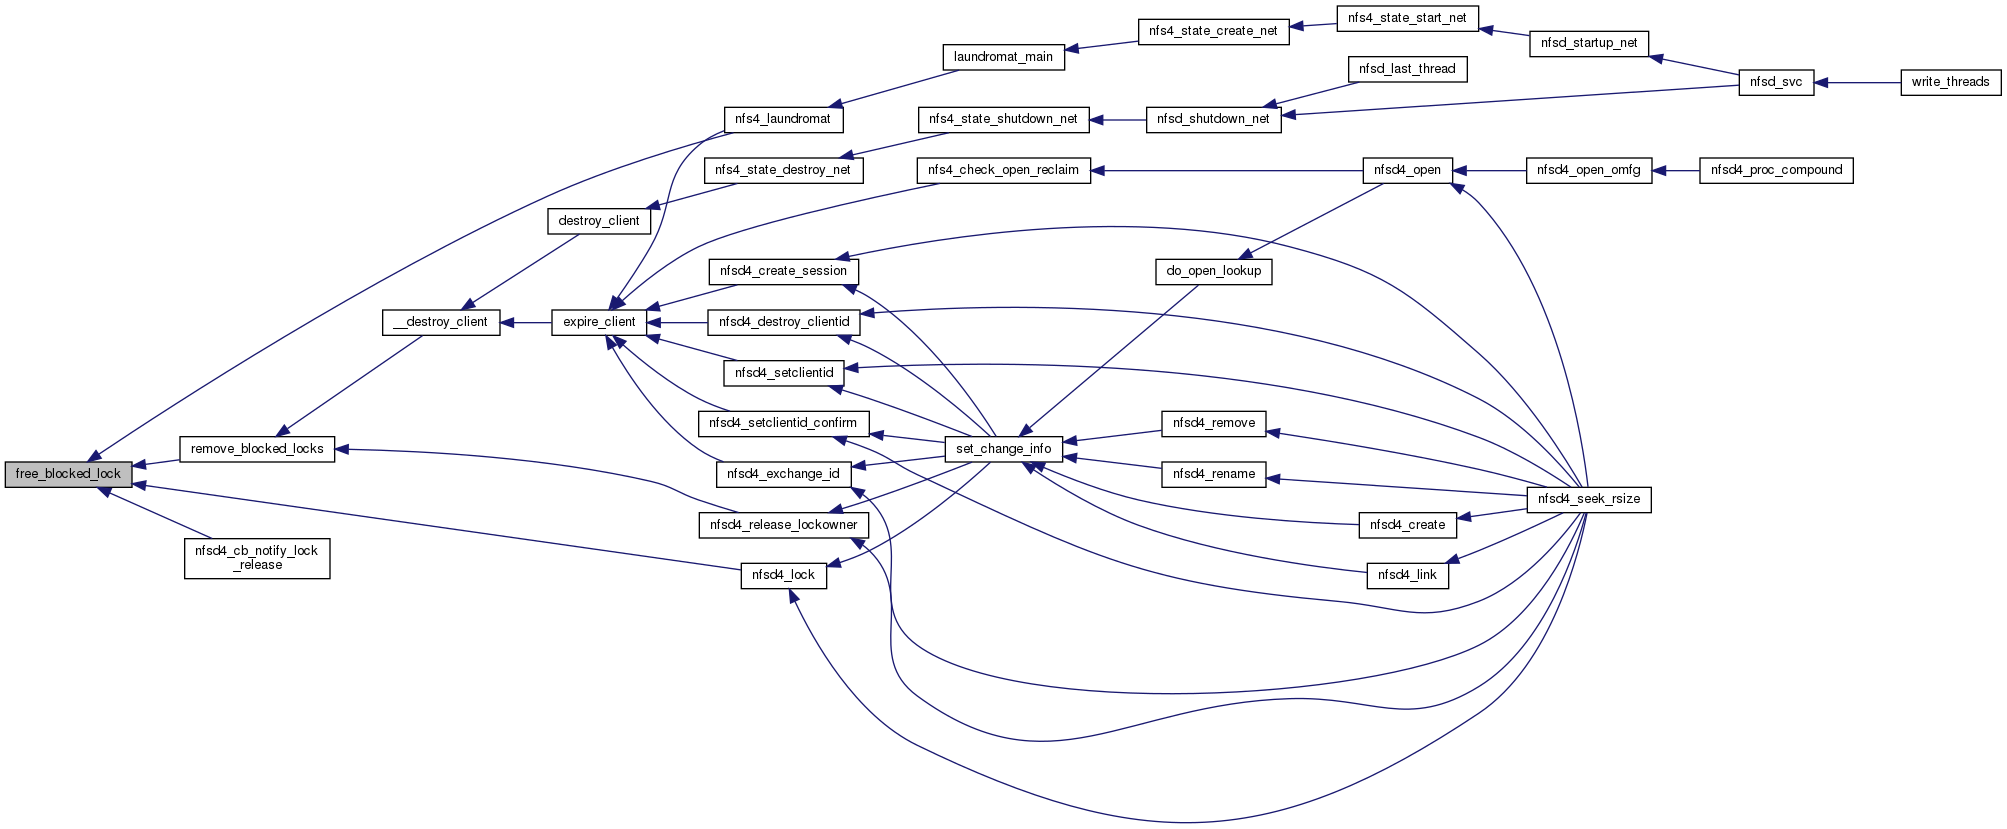 nfs4_state_start_net
nfs4_state_create_net
nfsd_startup_net
laundromat_main
nfsd_last_thread
nfsd_svc
write_threads
nfs4_laundromat
nfs4_state_shutdown_net
nfsd_shutdown_net
nfs4_state_destroy_net
nfs4_check_open_reclaim
nfsd4_open
nfsd4_open_omfg
nfsd4_proc_compound
destroy_client
nfsd4_create_session
do_open_lookup
__destroy_client
expire_client
nfsd4_destroy_clientid
nfsd4_setclientid
nfsd4_setclientid_confirm
nfsd4_remove
remove_blocked_locks
set_change_info
free_blocked_lock
nfsd4_exchange_id
nfsd4_rename
nfsd4_seek_rsize
nfsd4_release_lockowner
nfsd4_create
nfsd4_cb_notify_lock
_release
nfsd4_lock
nfsd4_link